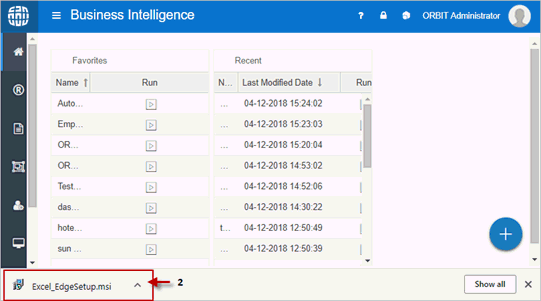 Business Intelligence ? ORBIT Administrator
Favorites Recent
Name Run N... Last Modified Date Run
Auto... ... 04-12-2018 15:24:02
Emp... ... 04-12-2018 15:23:03
OR... ... 04-12-2018 15:20:04
OR... ... 04-12-2018 14:53:02
Test... ... 04-12-2018 14:52:06
das... ... 04-12-2018 14:30:22
hote... t... 04-12-2018 12:50:49
sun ... ... 04-12-2018 12:50:39
Excel_EdgeSetup.msi 2 Show all